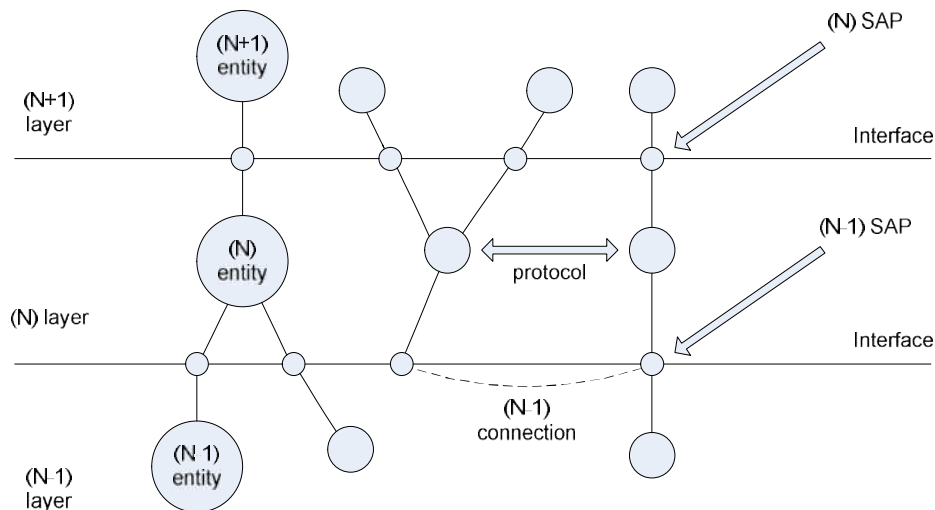 (N+1)
entity
(N) SAP
(N+1)
layer
Interface
(N)
entity
protocol
(N-1) SAP
(N) layer
Interface
(N-1)
connection
(N 1)
entity
(N-1)
layer